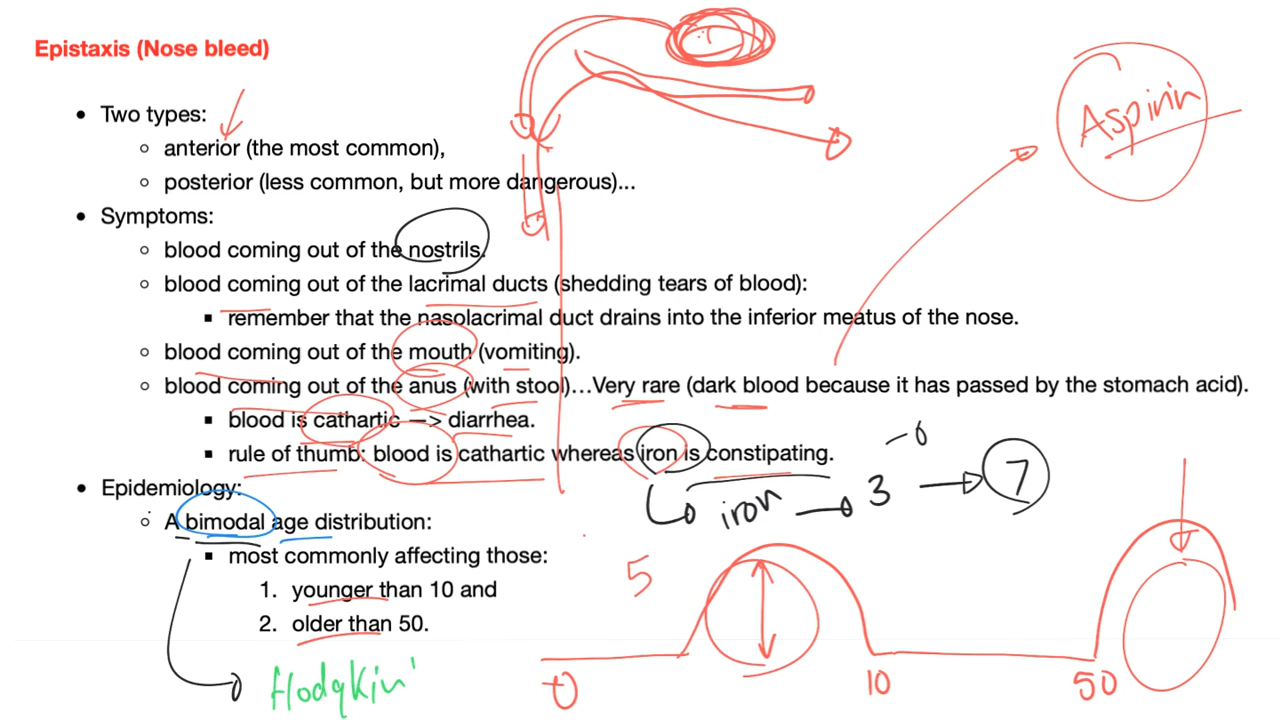 Epistaxis (Nose bleed)
Aspirin
• Two types:
◦ anterior (the most common),
◦ posterior (less common, but more dangerous)...
• Symptoms:
◦ blood coming out of the nostrils.
◦ blood coming out of the lacrimal ducts (shedding tears of blood):
▪ remember that the nasolacrimal duct drains into the inferior meatus of the nose.
◦ blood coming out of the mouth (vomiting).
◦ blood coming out of the anus (with stool)...Very rare (dark blood because it has passed by the stomach acid).
▪ blood is cathartic —> diarrhea.
▪ rule of thumb: blood is cathartic whereas iron is constipating.
iron → 3 → 7
• Epidemiology:
◦ A bimodal age distribution:
▪ most commonly affecting those:
1. younger than 10 and
2. older than 50.
5
0 10 50
Hodgkin'